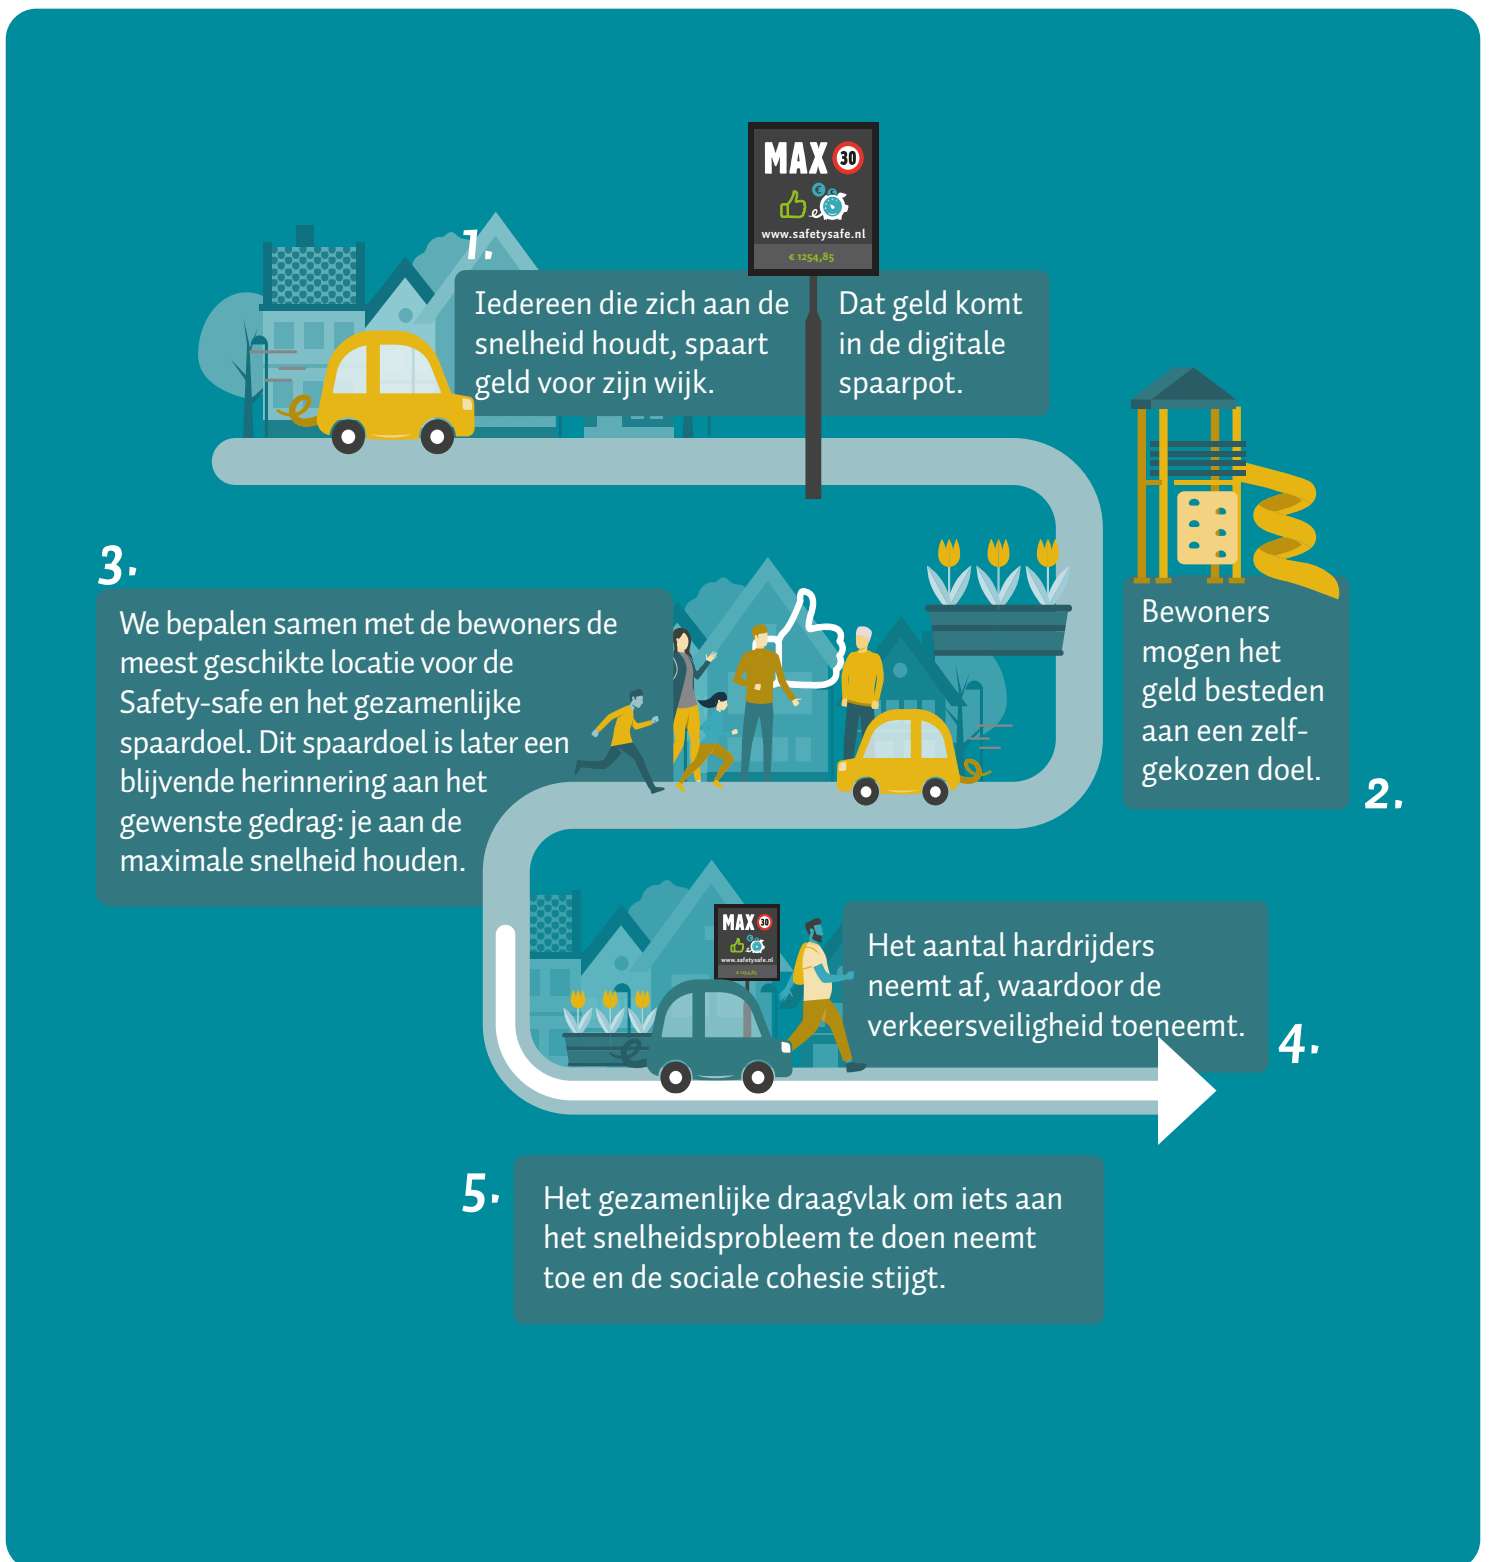 MAX 30
www.safetysafe.nl
€ 1254,85
1.
Iedereen die zich aan de
snelheid houdt, spaart
geld voor zijn wijk.
Dat geld komt
in de digitale
spaarpot.
Bewoners
mogen het
geld besteden
aan een zelf-
gekozen doel.
2.
3.
We bepalen samen met de bewoners de
meest geschikte locatie voor de
Safety-safe en het gezamenlijke
spaardoel. Dit spaardoel is later een
blijvende herinnering aan het
gewenste gedrag: je aan de
maximale snelheid houden.
MAX 30
www.safetysafe.nl
€ 1254,85
Het aantal hardrijders
neemt af, waardoor de
verkeersveiligheid toeneemt.
4.
5.
Het gezamenlijke draagvlak om iets aan
het snelheidsprobleem te doen neemt
toe en de sociale cohesie stijgt.